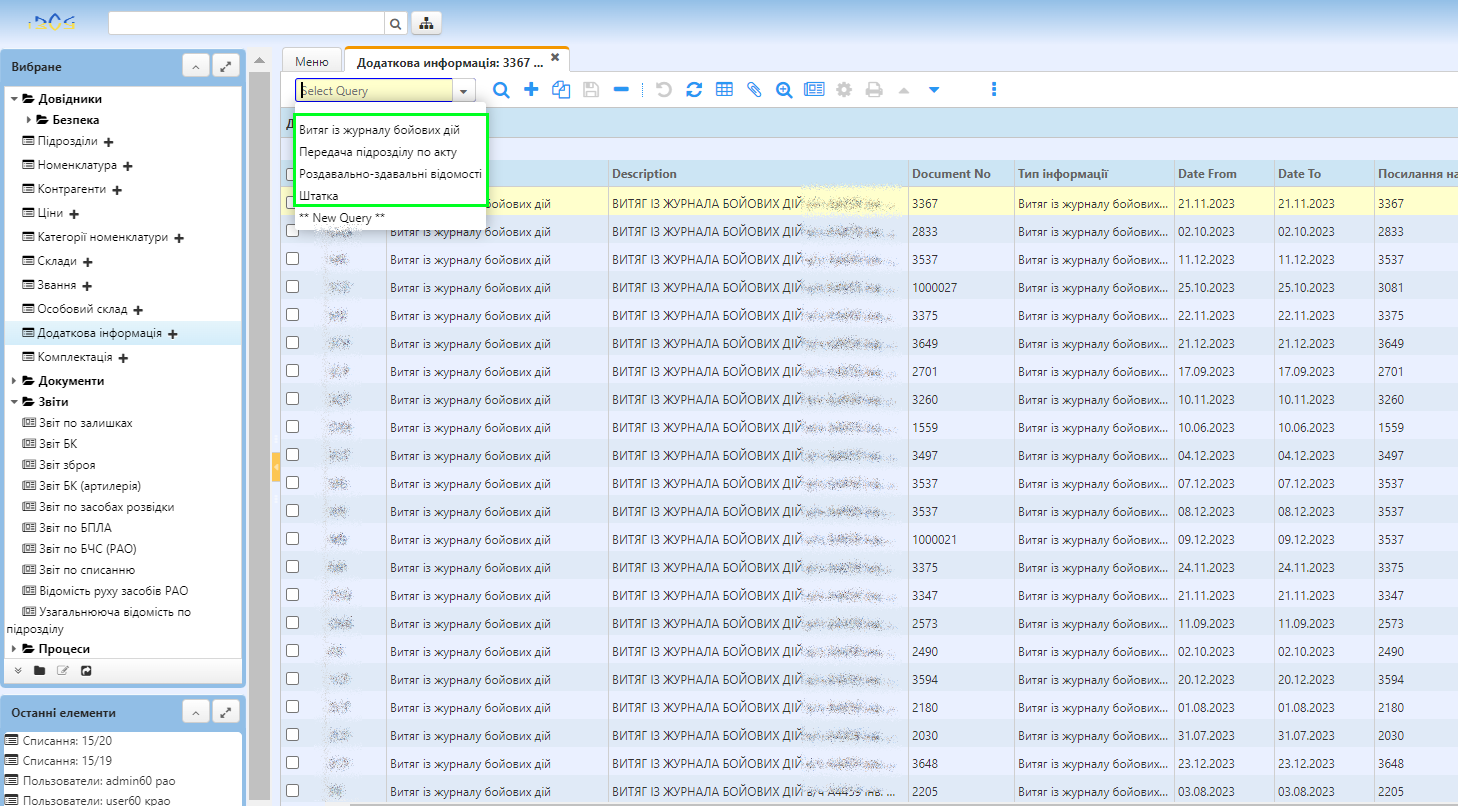 Вибране
Довідники
Безпека
Підрозділи
Номенклатура
Контрагенти
Ціни
Категорії номенклатури
Склади
Звання
Особовий склад
Додаткова інформація
Комплектація
Документи
Звіти
Звіт по залишках
Звіт БК
Звіт зброя
Звіт БК (артилерія)
Звіт по засобах розвідки
Звіт по БПЛА
Звіт по БЧС (РАО)
Звіт по списанню
Відомість руху засобів РАО
Узагальнююча відомість по
підрозділу
Процеси
Останні елементи
Списання: 15/20
Списання: 15/19
Пользователи: admin60 рао
Пользователи: user60 крао
Меню
Додаткова информація: 3367 ...
Select Query
Витяг із журналу бойових дій
Передача підрозділу по акту
Роздавально-здавальні відомості
Штатка
** New Query **
Description Document No Тип інформації Date From Date To Посилання на
бойових дій ВИТЯГ ІЗ ЖУРНАЛА БОЙОВИХ ДІЙ 3367 Витяг із журналу бойових... 21.11.2023 21.11.2023 3367
Витяг із журналу бойових дій ВИТЯГ ІЗ ЖУРНАЛА БОЙОВИХ ДІЙ 2833 Витяг із журналу бойових... 02.10.2023 02.10.2023 2833
Витяг із журналу бойових дій ВИТЯГ ІЗ ЖУРНАЛА БОЙОВИХ ДІЙ 3537 Витяг із журналу бойових... 11.12.2023 11.12.2023 3537
Витяг із журналу бойових дій ВИТЯГ ІЗ ЖУРНАЛА БОЙОВИХ ДІЙ 1000027 Витяг із журналу бойових... 25.10.2023 25.10.2023 3081
Витяг із журналу бойових дій ВИТЯГ ІЗ ЖУРНАЛА БОЙОВИХ ДІЙ 3375 Витяг із журналу бойових... 22.11.2023 22.11.2023 3375
Витяг із журналу бойових дій ВИТЯГ ІЗ ЖУРНАЛА БОЙОВИХ ДІЙ 3649 Витяг із журналу бойових... 21.12.2023 21.12.2023 3649
Витяг із журналу бойових дій ВИТЯГ ІЗ ЖУРНАЛА БОЙОВИХ ДІЙ 2701 Витяг із журналу бойових... 17.09.2023 17.09.2023 2701
Витяг із журналу бойових дій ВИТЯГ ІЗ ЖУРНАЛА БОЙОВИХ ДІЙ 3260 Витяг із журналу бойових... 10.11.2023 10.11.2023 3260
Витяг із журналу бойових дій ВИТЯГ ІЗ ЖУРНАЛА БОЙОВИХ ДІЙ 1559 Витяг із журналу бойових... 10.06.2023 10.06.2023 1559
Витяг із журналу бойових дій ВИТЯГ ІЗ ЖУРНАЛА БОЙОВИХ ДІЙ 3497 Витяг із журналу бойових... 04.12.2023 04.12.2023 3497
Витяг із журналу бойових дій ВИТЯГ ІЗ ЖУРНАЛА БОЙОВИХ ДІЙ 3537 Витяг із журналу бойових... 07.12.2023 07.12.2023 3537
Витяг із журналу бойових дій ВИТЯГ ІЗ ЖУРНАЛА БОЙОВИХ ДІЙ 3537 Витяг із журналу бойових... 08.12.2023 08.12.2023 3537
Витяг із журналу бойових дій ВИТЯГ ІЗ ЖУРНАЛА БОЙОВИХ ДІЙ 1000021 Витяг із журналу бойових... 09.12.2023 09.12.2023 3537
Витяг із журналу бойових дій ВИТЯГ ІЗ ЖУРНАЛА БОЙОВИХ ДІЙ 3375 Витяг із журналу бойових... 24.11.2023 24.11.2023 3375
Витяг із журналу бойових дій ВИТЯГ ІЗ ЖУРНАЛА БОЙОВИХ ДІЙ 3347 Витяг із журналу бойових... 21.11.2023 21.11.2023 3347
Витяг із журналу бойових дій ВИТЯГ ІЗ ЖУРНАЛА БОЙОВИХ ДІЙ 2573 Витяг із журналу бойових... 11.09.2023 11.09.2023 2573
Витяг із журналу бойових дій ВИТЯГ ІЗ ЖУРНАЛА БОЙОВИХ ДІЙ 2490 Витяг із журналу бойових... 02.10.2023 02.10.2023 2490
Витяг із журналу бойових дій ВИТЯГ ІЗ ЖУРНАЛА БОЙОВИХ ДІЙ 3594 Витяг із журналу бойових... 20.12.2023 20.12.2023 3594
Витяг із журналу бойових дій ВИТЯГ ІЗ ЖУРНАЛА БОЙОВИХ ДІЙ 2180 Витяг із журналу бойових... 01.08.2023 01.08.2023 2180
Витяг із журналу бойових дій ВИТЯГ ІЗ ЖУРНАЛА БОЙОВИХ ДІЙ 2030 Витяг із журналу бойових... 31.07.2023 31.07.2023 2030
Витяг із журналу бойових дій ВИТЯГ ІЗ ЖУРНАЛА БОЙОВИХ ДІЙ 3648 Витяг із журналу бойових... 23.12.2023 23.12.2023 3648
Витяг із журналу бойових дій ВИТЯГ ІЗ ЖУРНАЛА БОЙОВИХ ДІЙ 2205 Витяг із журналу бойових... 03.08.2023 03.08.2023 2205